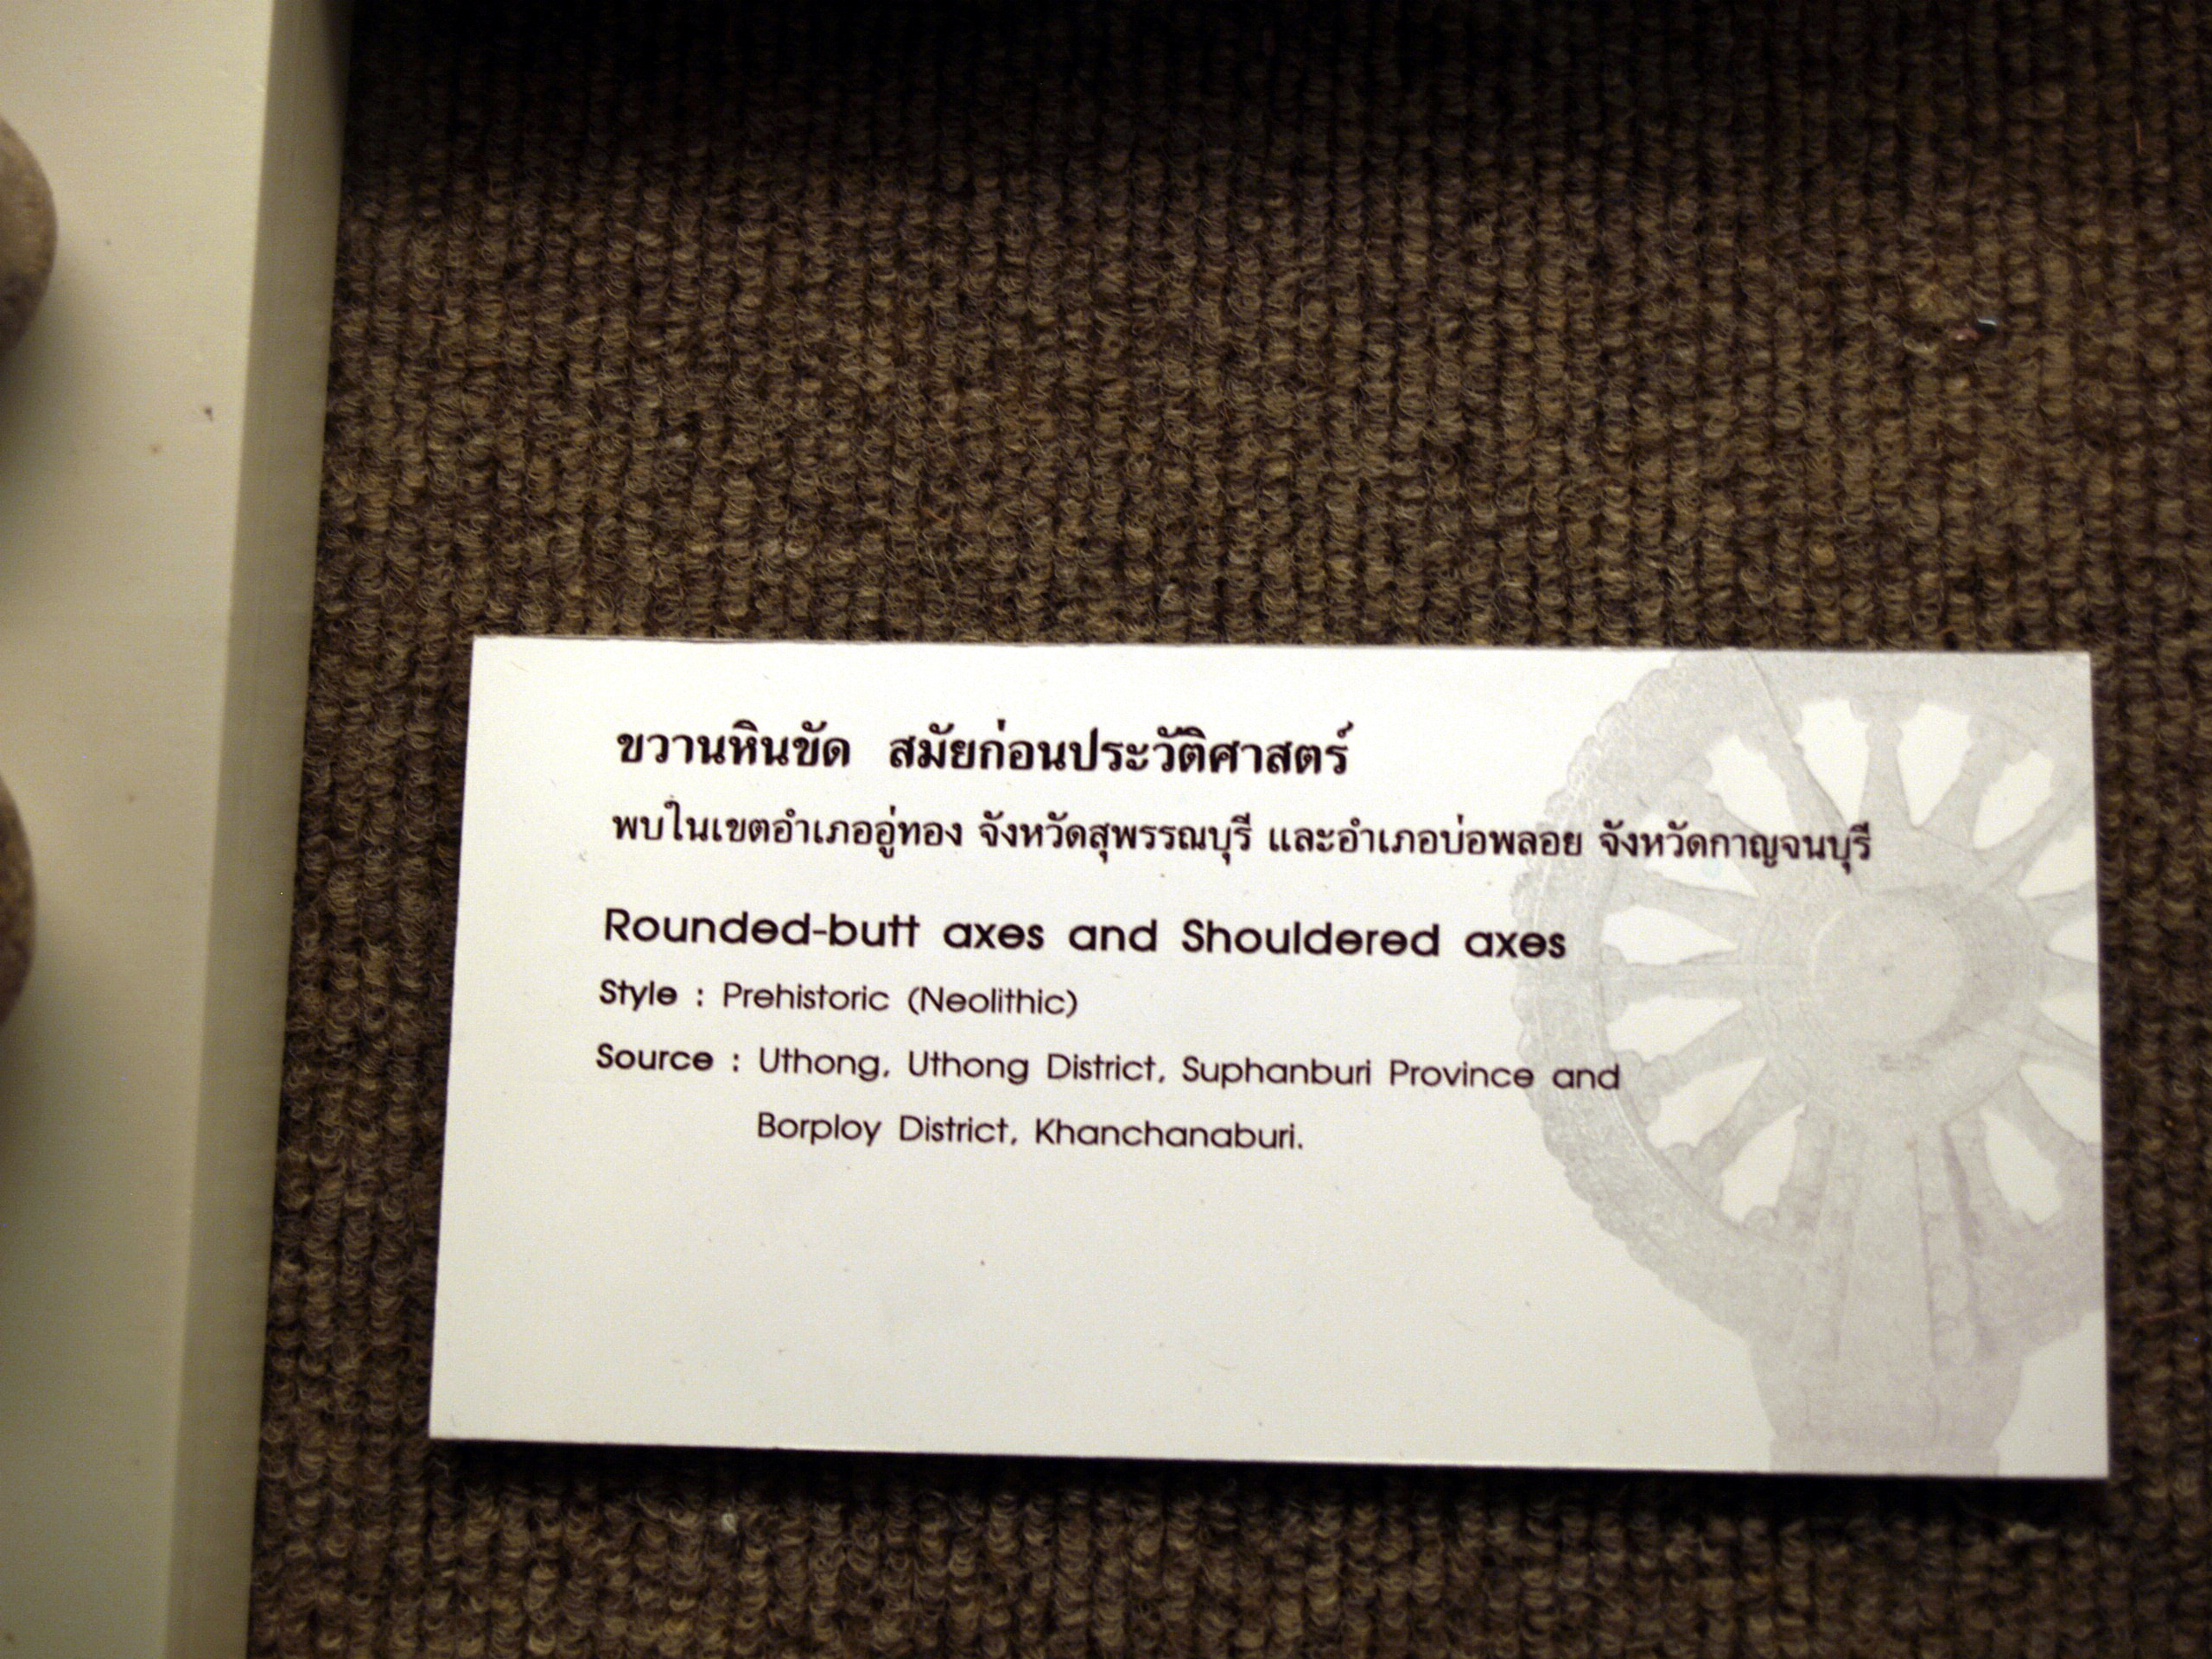 ขวานหินขัด สมัยก่อนประวัติศาสตร์
พบในเขตอำเภออู่ทอง จังหวัดสุพรรณบุรี และอำเภอบ่อพลอย จังหวัดกาญจนบุรี
Rounded-butt axes and Shouldered axes
Style : Prehistoric (Neolithic)
Source : Uthong, Uthong District, Suphanburi Province and
Borploy District, Khanchanaburi.